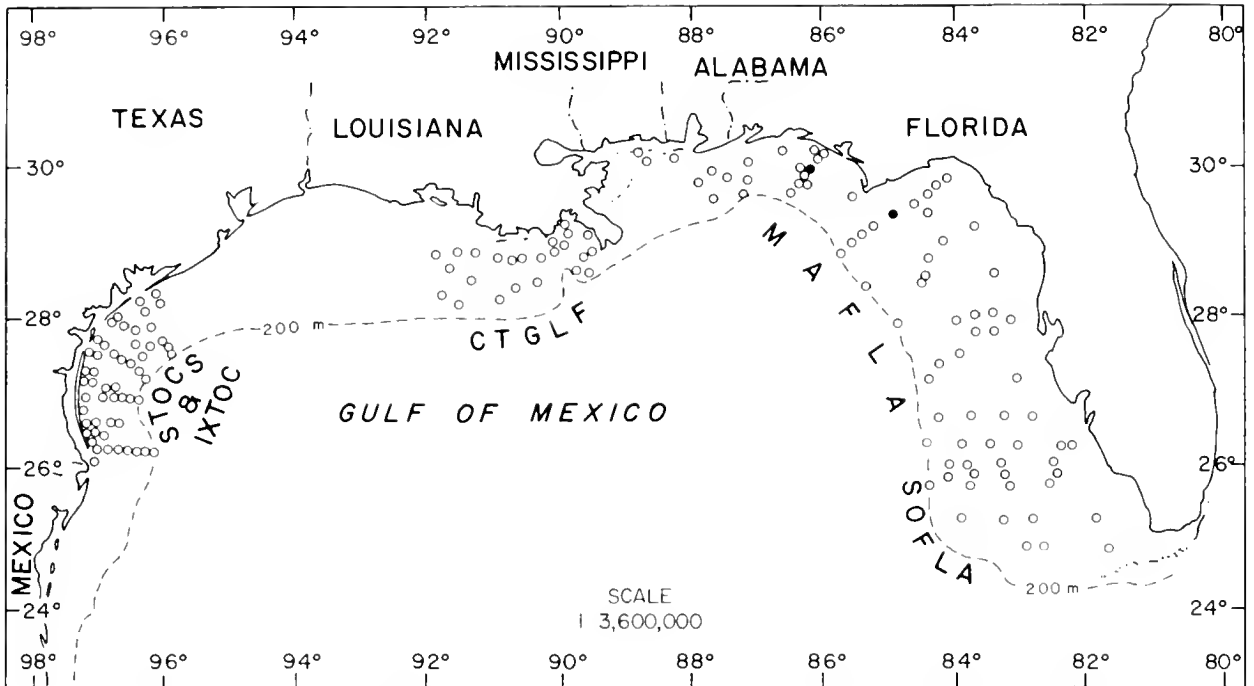 98° 96° 94° 92° 90° 88° 86° 84° 82° 80°
MISSISSIPPI ALABAMA
TEXAS LOUISIANA FLORIDA
30° 30°
MAFLA
28° 28°
200 m
CTGLF
STOCS
&
IXTOC
GULF OF MEXICO
26° 26°
SOFLA
MEXICO
200 m
24° 24°
SCALE
1 3,600,000
98° 96° 94° 92° 90° 88° 86° 84° 82° 80°